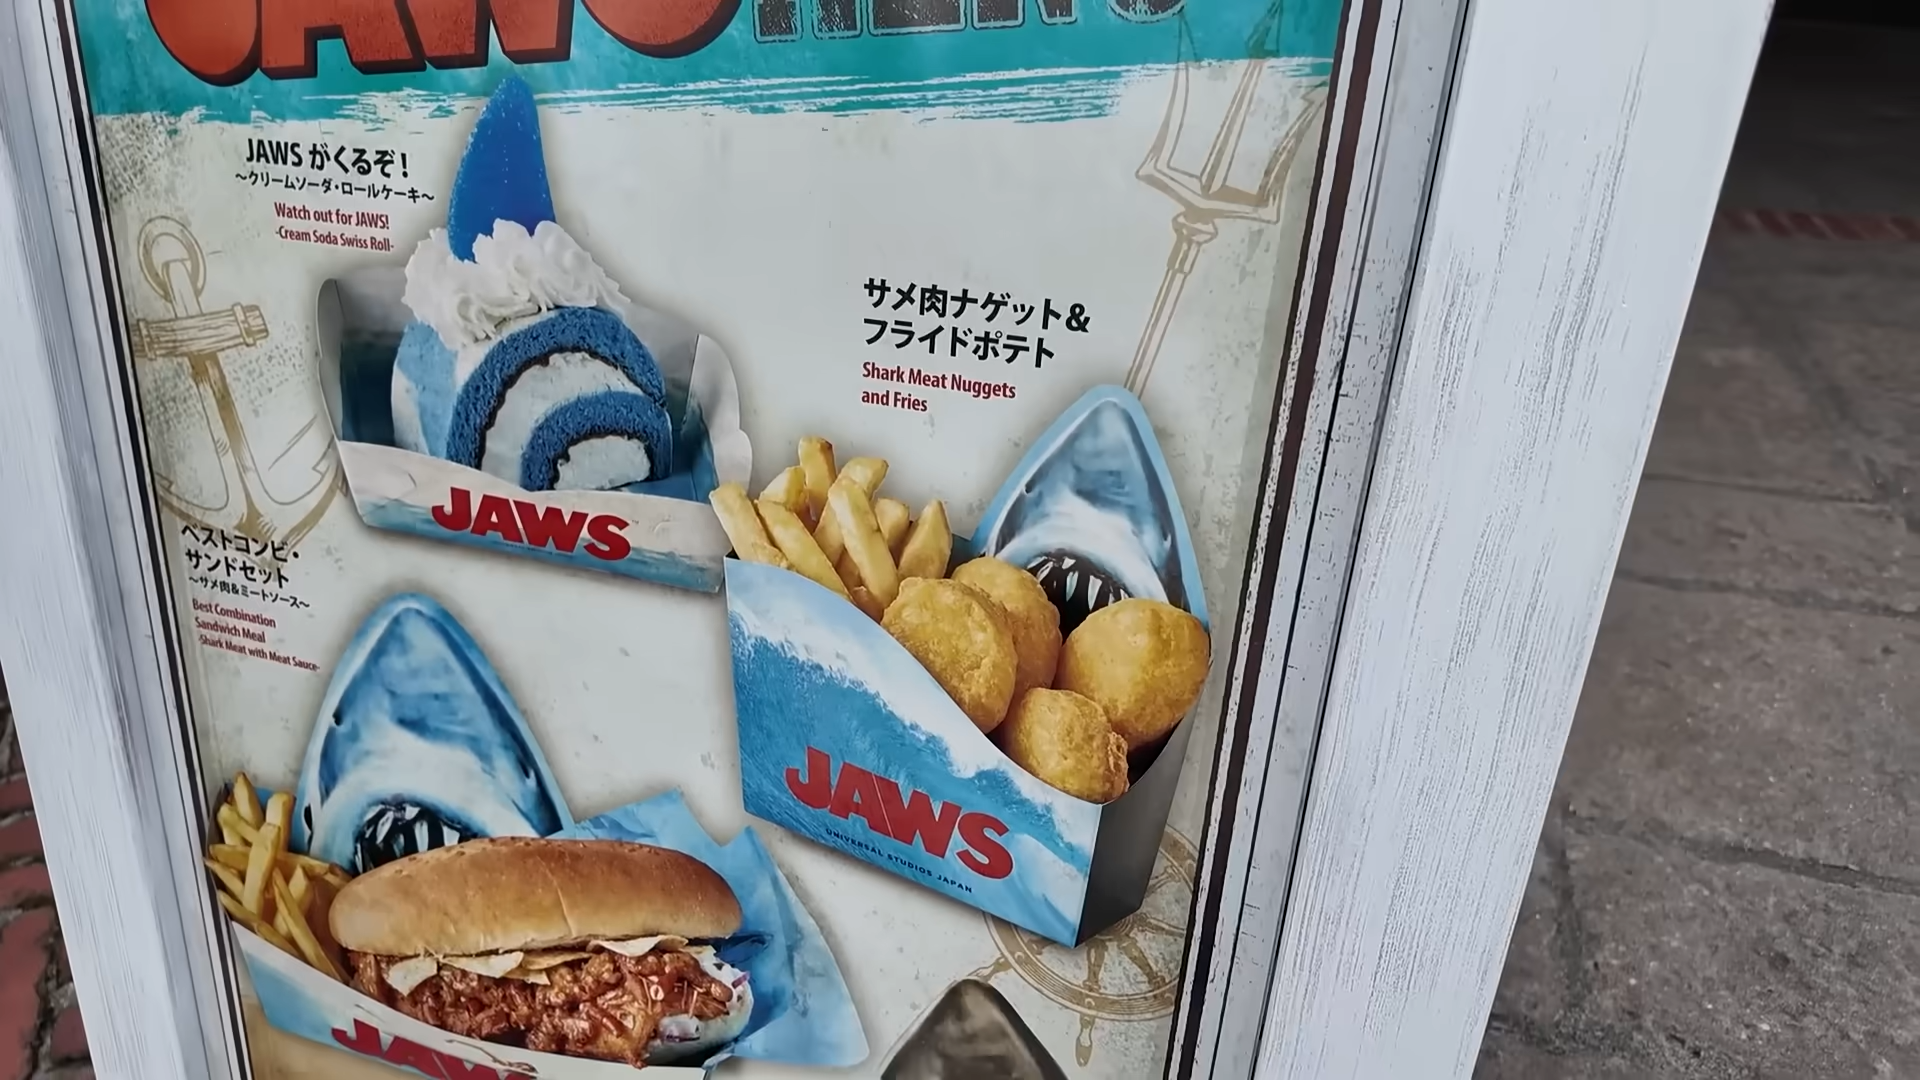 JAWS MENU
JAWS がくるぞ!
～クリームソーダ・ロールケーキ～
Watch out for JAWS!
-Cream Soda Swiss Roll-
JAWS
サメ肉ナゲット&
フライドポテト
Shark Meat Nuggets
and Fries
JAWS
UNIVERSAL STUDIOS JAPAN
ベストコンビ・
サンドセット
～サメ肉&ミートソース～
Best Combination
Sandwich Meal
-Shark Meat with Meat Sauce-
JAWS